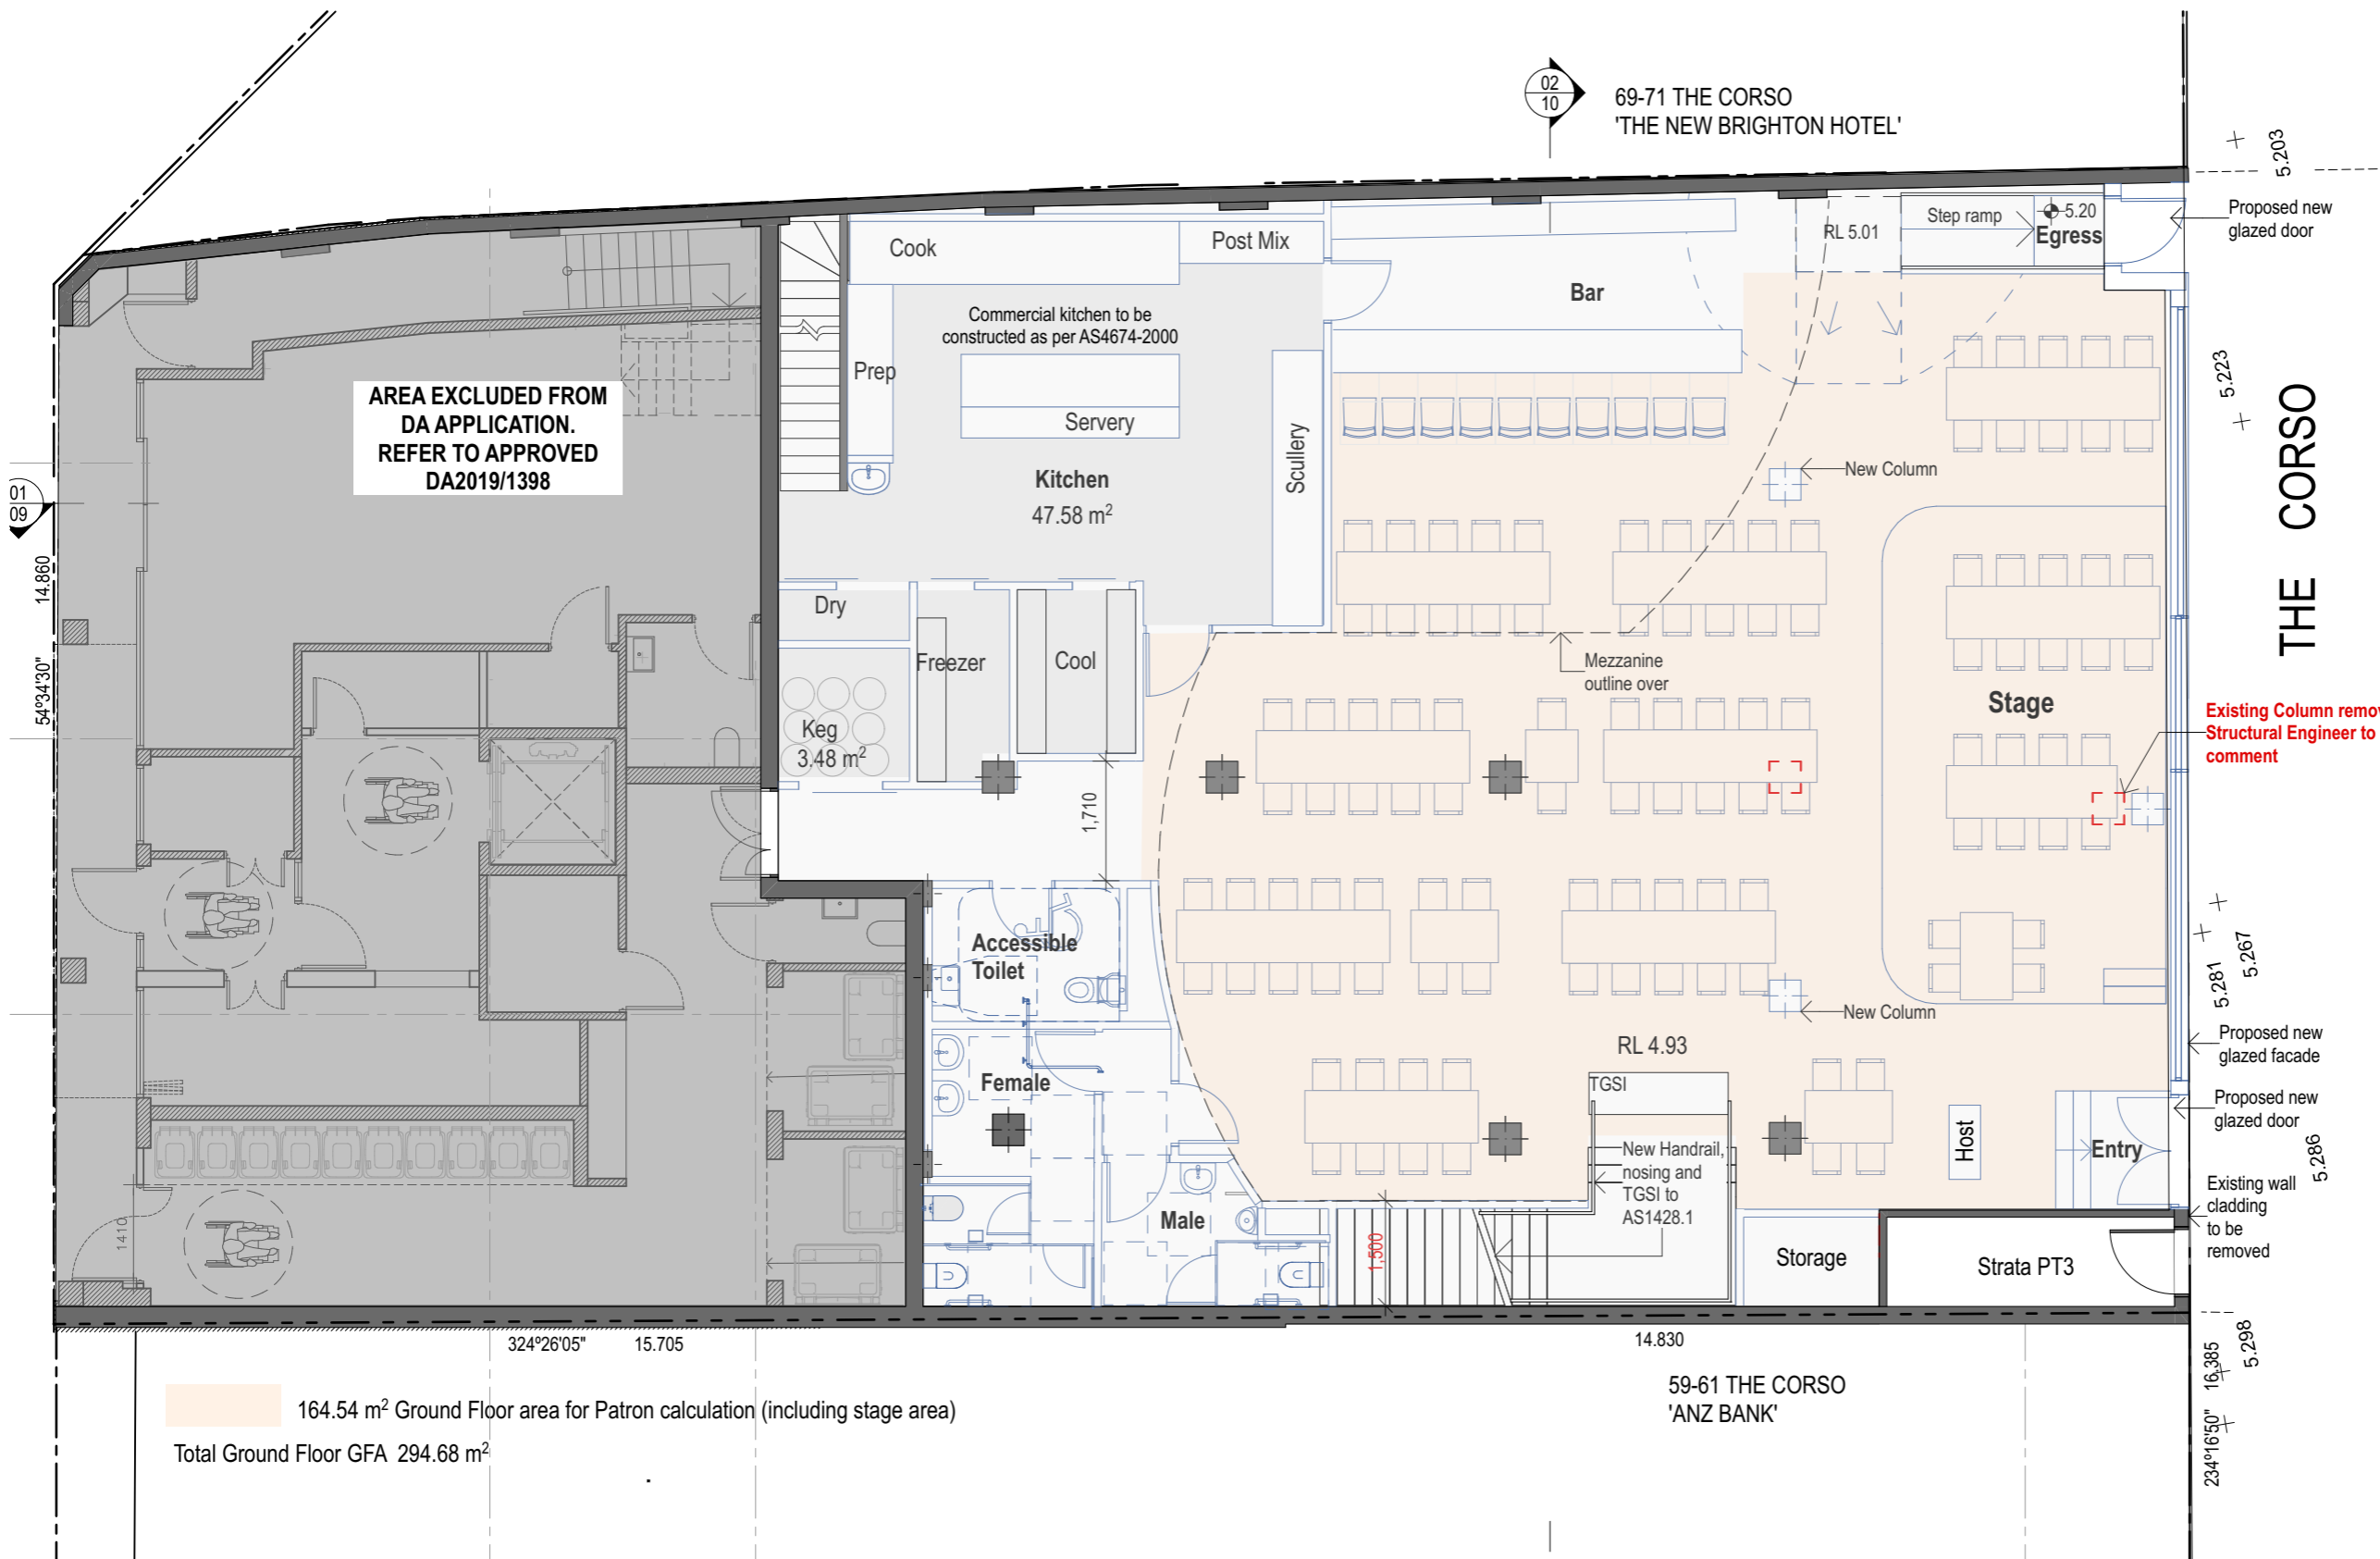 02
10
69-71 THE CORSO
'THE NEW BRIGHTON HOTEL'
5.203
Proposed new
glazed door
Step ramp
5.20
Egress
RL 5.01
Cook
Post Mix
Bar
Commercial kitchen to be
constructed as per AS4674-2000
Prep
Servery
Scullery
Kitchen
47.58 m²
AREA EXCLUDED FROM
DA APPLICATION.
REFER TO APPROVED
DA2019/1398
01
09
14.860
54º34'30"
5.223
THE CORSO
New Column
Dry
Freezer
Cool
Keg
3.48 m²
Mezzanine
outline over
Stage
Existing Column remov
Structural Engineer to
comment
1,710
Accessible
Toilet
5.267
5.281
New Column
RL 4.93
Proposed new
glazed facade
Female
TGSI
Proposed new
glazed door
New Handrail,
nosing and
TGSI to
AS1428.1
Host
Entry
5.286
Existing wall
cladding
to be
removed
Male
1410
1,500
Storage
Strata PT3
324º26'05"
15.705
14.830
5.298
16.385
234º16'50"
59-61 THE CORSO
'ANZ BANK'
164.54 m² Ground Floor area for Patron calculation (including stage area)
Total Ground Floor GFA 294.68 m²